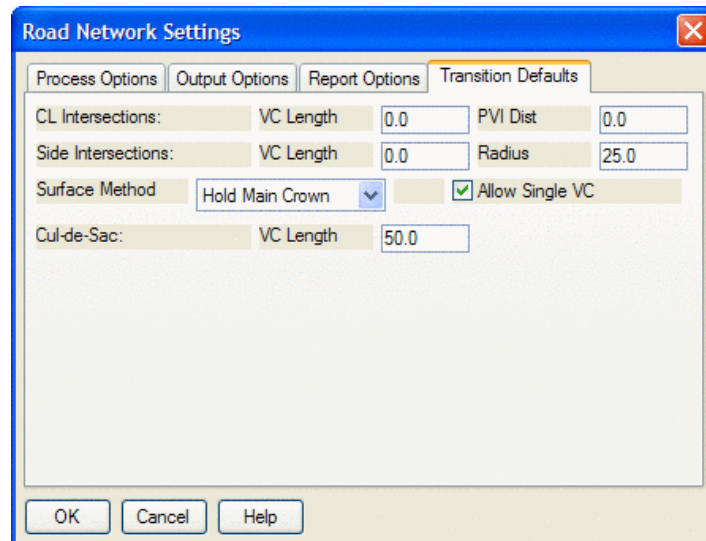 Road Network Settings
Process Options Output Options Report Options Transition Defaults
CL Intersections: VC Length 0.0 PVI Dist 0.0
Side Intersections: VC Length 0.0 Radius 25.0
Surface Method Hold Main Crown Allow Single VC
Cul-de-Sac: VC Length 50.0
OK Cancel Help